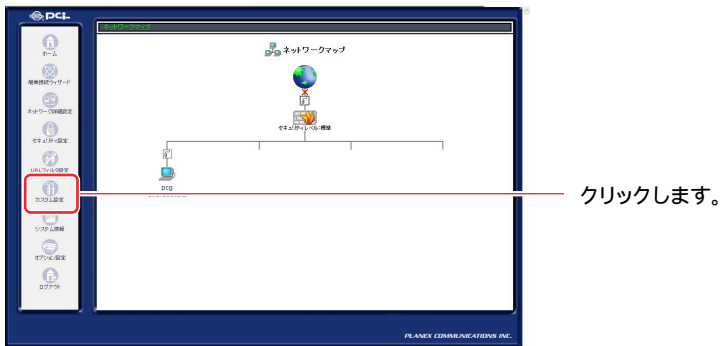 pci
ネットワークマップ
ネットワークマップ
ホーム
簡単接続ウィザード
ネットワーク詳細設定
セキュリティ設定
URLフィルタ設定
カスタム設定
システム情報
オプション設定
ログアウト
セキュリティレベル:標準
pcg
クリックします。
PLANEX COMMUNICATIONS INC.